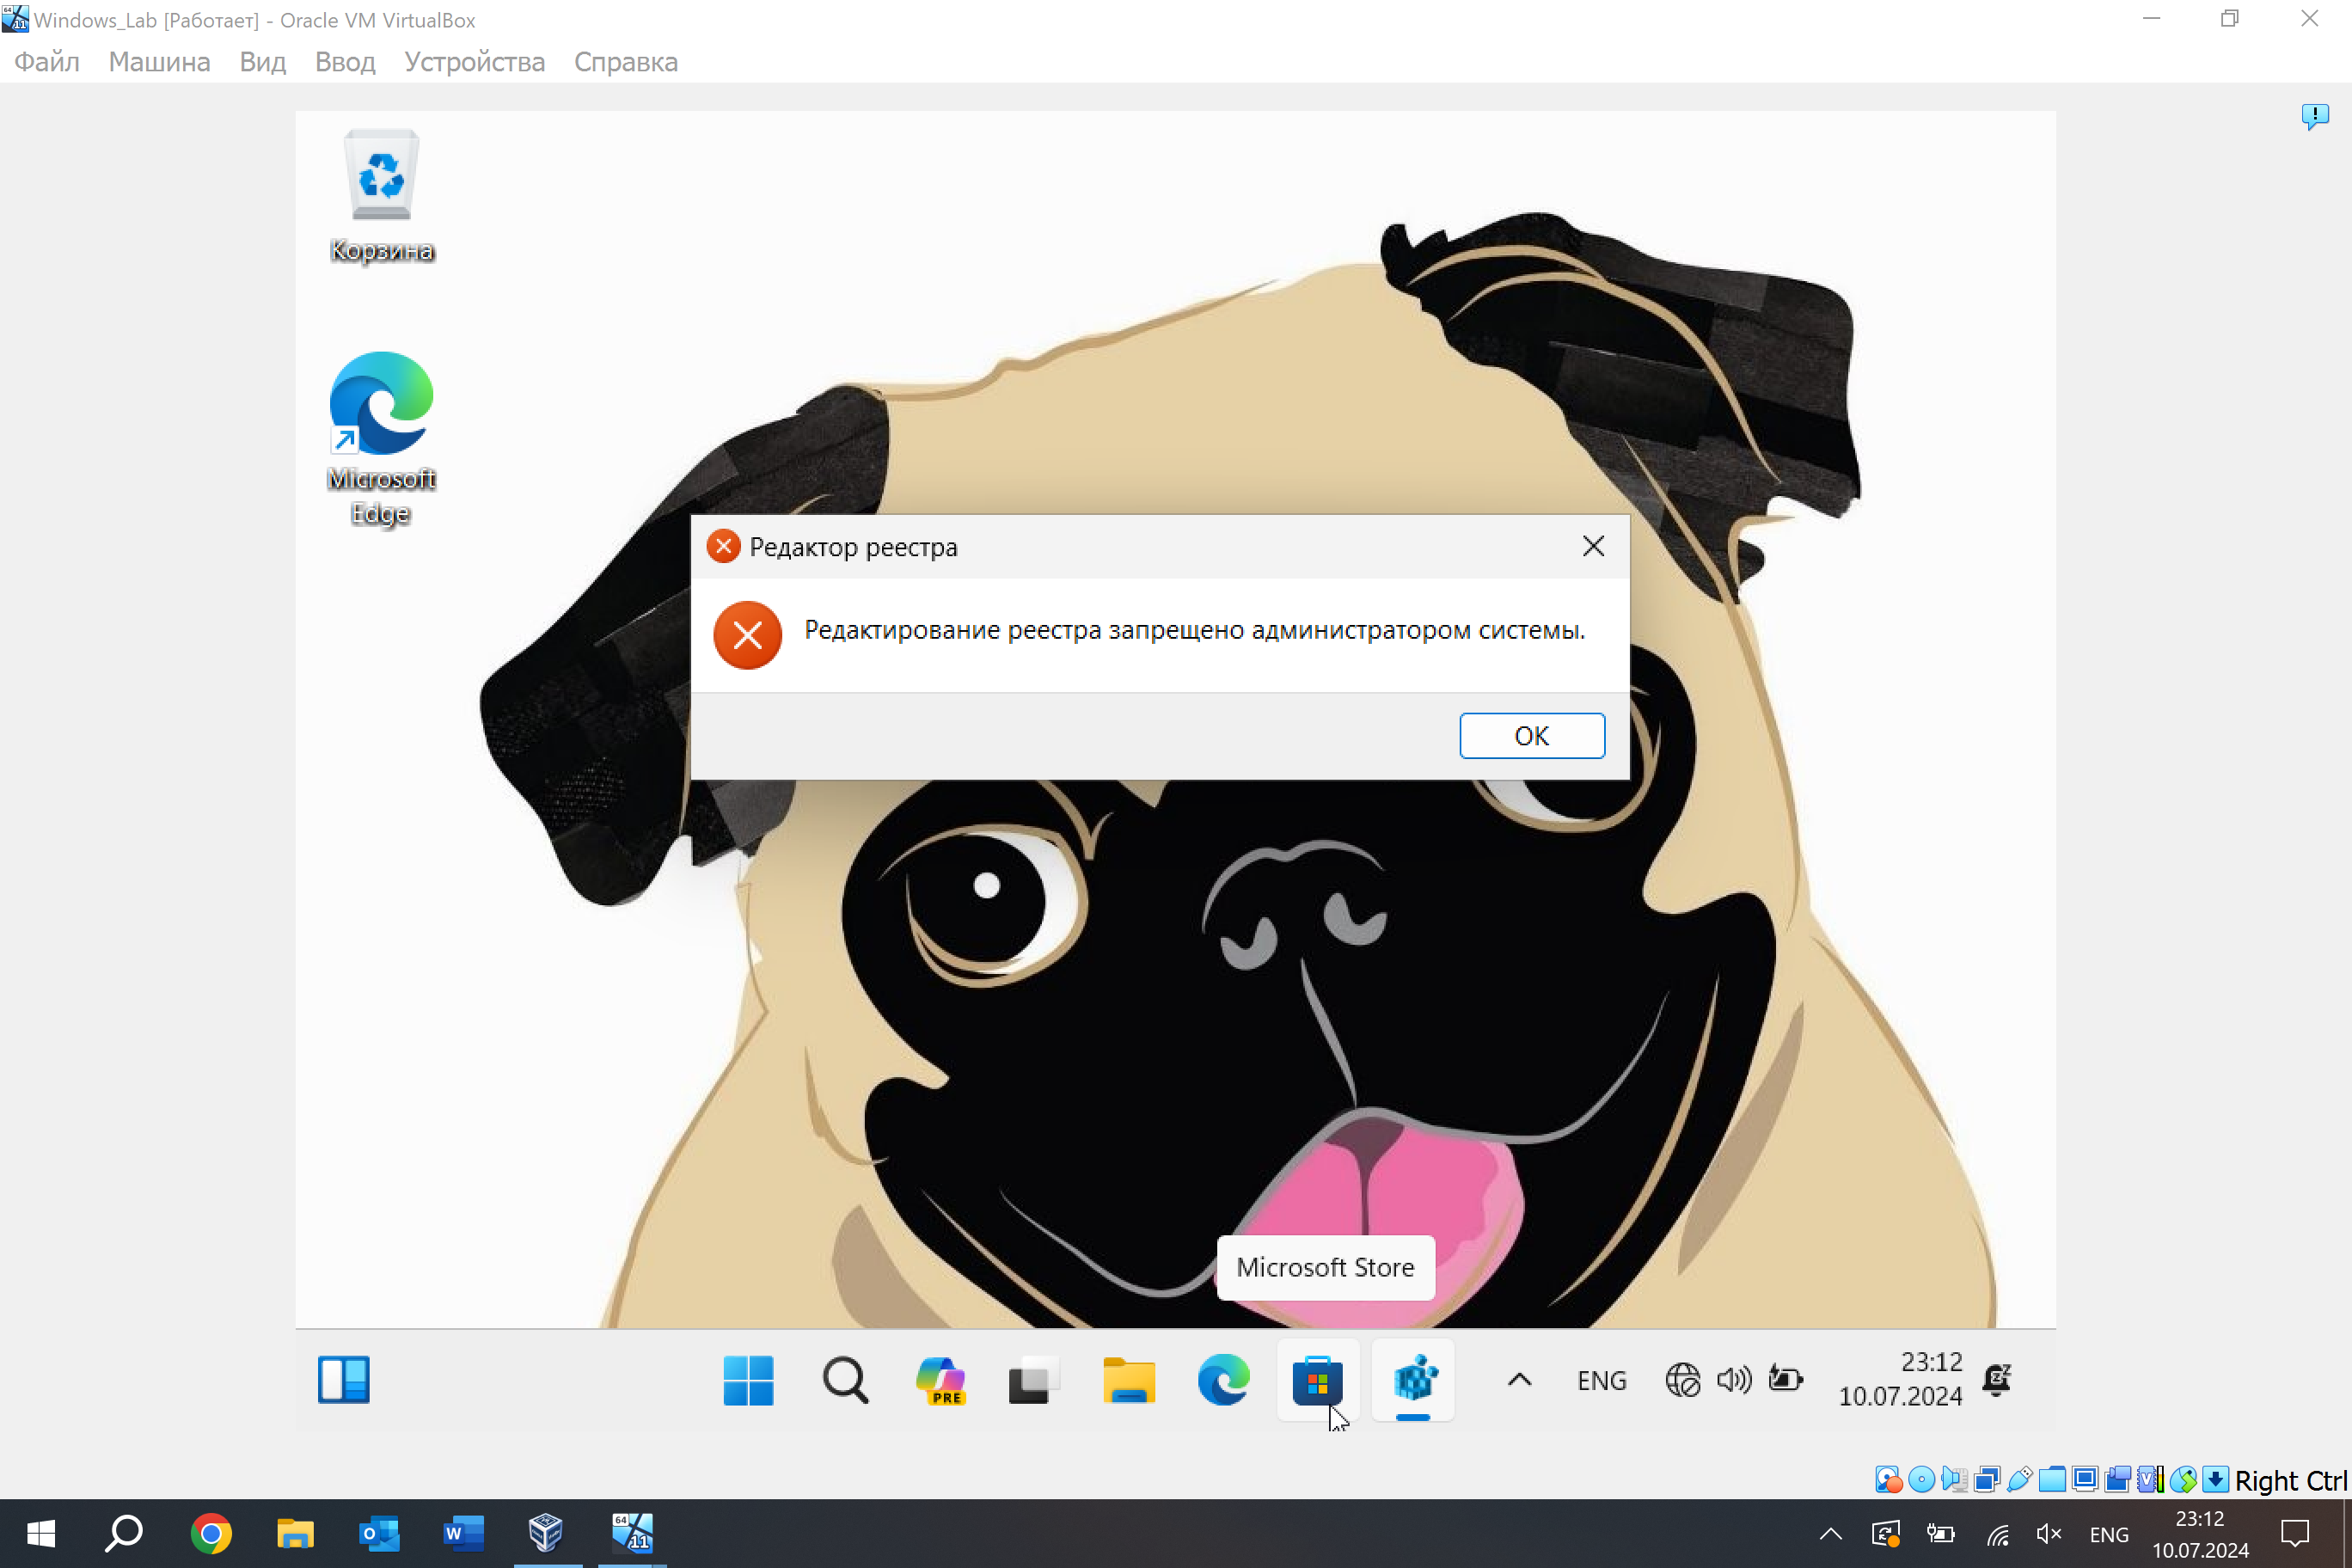 Windows_Lab [Работает] - Oracle VM VirtualBox
Файл Машина Вид Ввод Устройства Справка
Корзина
Microsoft
Edge
Редактор реестра
Редактирование реестра запрещено администратором системы.
OK
Microsoft Store
PRE
ENG
23:12
10.07.2024
Right Ctrl
64
11
ENG
23:12
10.07.2024